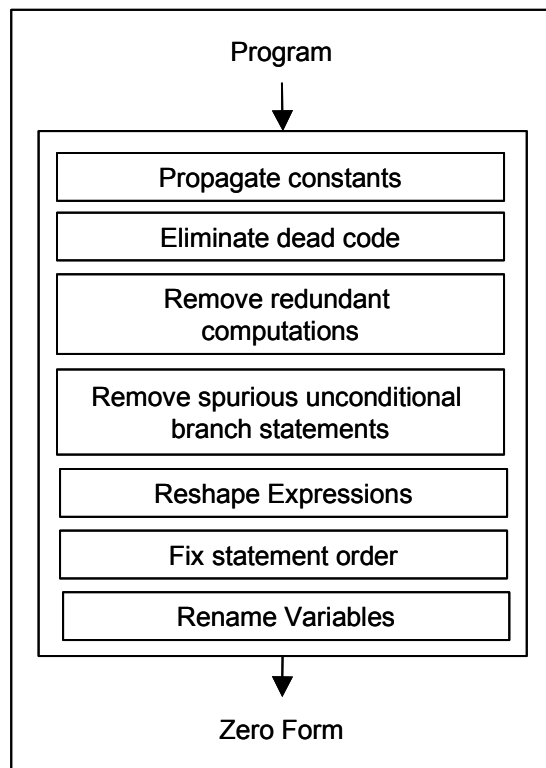 Program
Propagate constants
Eliminate dead code
Remove redundant
computations
Remove spurious unconditional
branch statements
Reshape Expressions
Fix statement order
Rename Variables
Zero Form